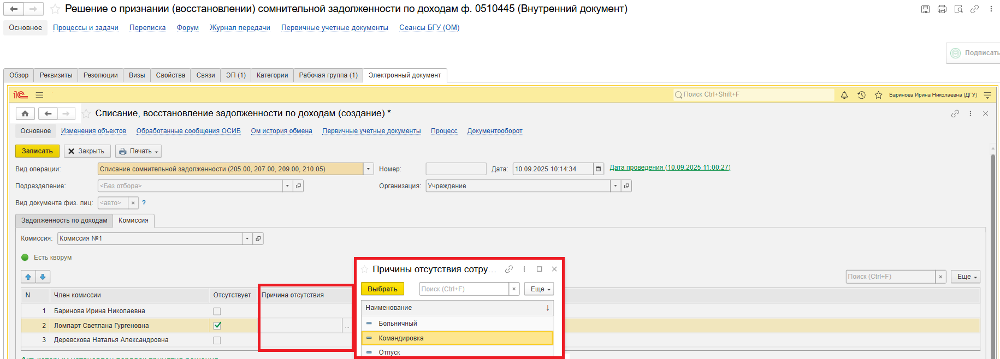 Решение о признании (восстановлении) сомнительной задолженности по доходам ф. 0510445 (Внутренний документ)
Основное Процессы и задачи Переписка Форум Журнал передачи Первичные учетные документы Сеансы БГУ (ОМ)
Подписать
Обзор Реквизиты Резолюции Визы Свойства Связи ЭП (1) Категории Рабочая группа (1) Электронный документ
1С Поиск Ctrl+Shift+F Баринова Ирина Николаевна (ДГУ)
Списание, восстановление задолженности по доходам (создание) *
Основное Изменения объектов Обработанные сообщения ОСИБ Ом история обмена Первичные учетные документы Процесс Документооборот
Записать Закрыть Печать
Вид операции: Списание сомнительной задолженности (205.00, 207.00, 209.00, 210.05) Номер: Дата: 10.09.2025 10:14:34 Дата проведения (10.09.2025 11:00:27)
Подразделение: <Без отбора> Организация: Учреждение
Вид документа физ. лиц: <авто> × ?
Задолженность по доходам Комиссия
Комиссия: Комиссия №1
Есть кворум
Поиск (Ctrl+F) × Еще
N Член комиссии Отсутствует Причина отсутствия
1 Баринова Ирина Николаевна
2 Ломпарт Светлана Гургеновна ...
3 Деревскова Наталья Александровна
Причины отсутствия сотру...
Выбрать Поиск (Ctrl+F) × Еще
Наименование ↓
Больничный
Командировка
Отпуск